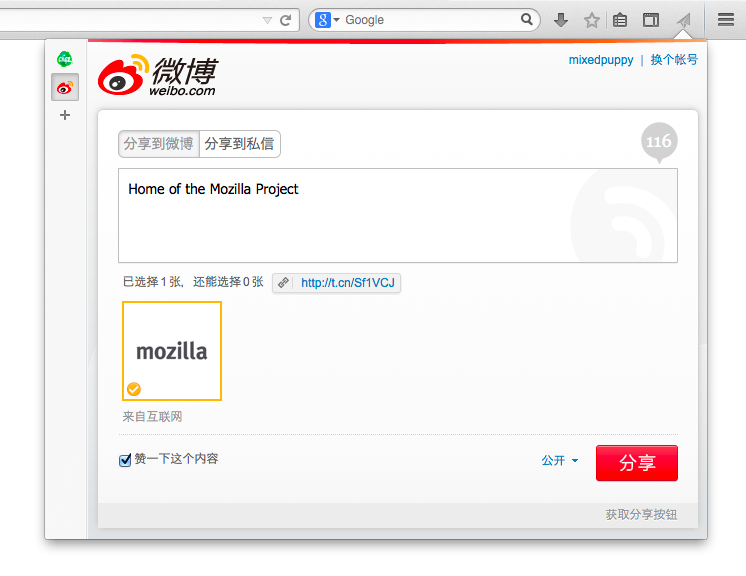 Google
微博
weibo.com
mixedpuppy | 换个帐号
分享到微博 分享到私信
116
Home of the Mozilla Project
已选择1张, 还能选择0张 http://t.cn/Sf1VCJ
mozilla
来自互联网
赞一下这个内容
公开 分享
获取分享按钮